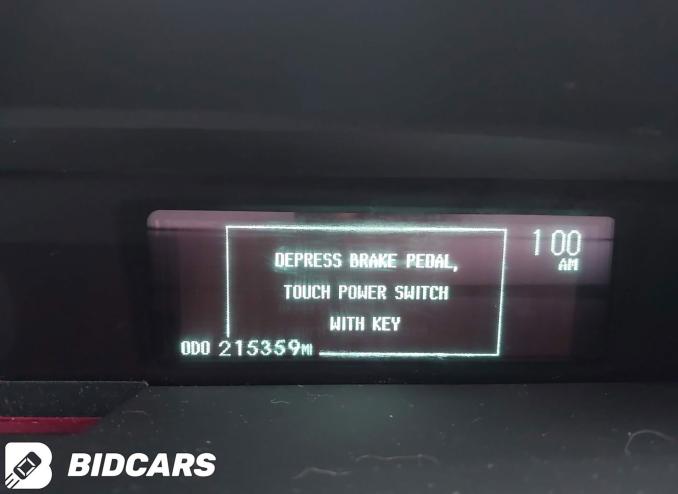 DEPRESS BRAKE PEDAL,
TOUCH POWER SWITCH
WITH KEY
1 00
AM
ODO 215359MI
BIDCARS